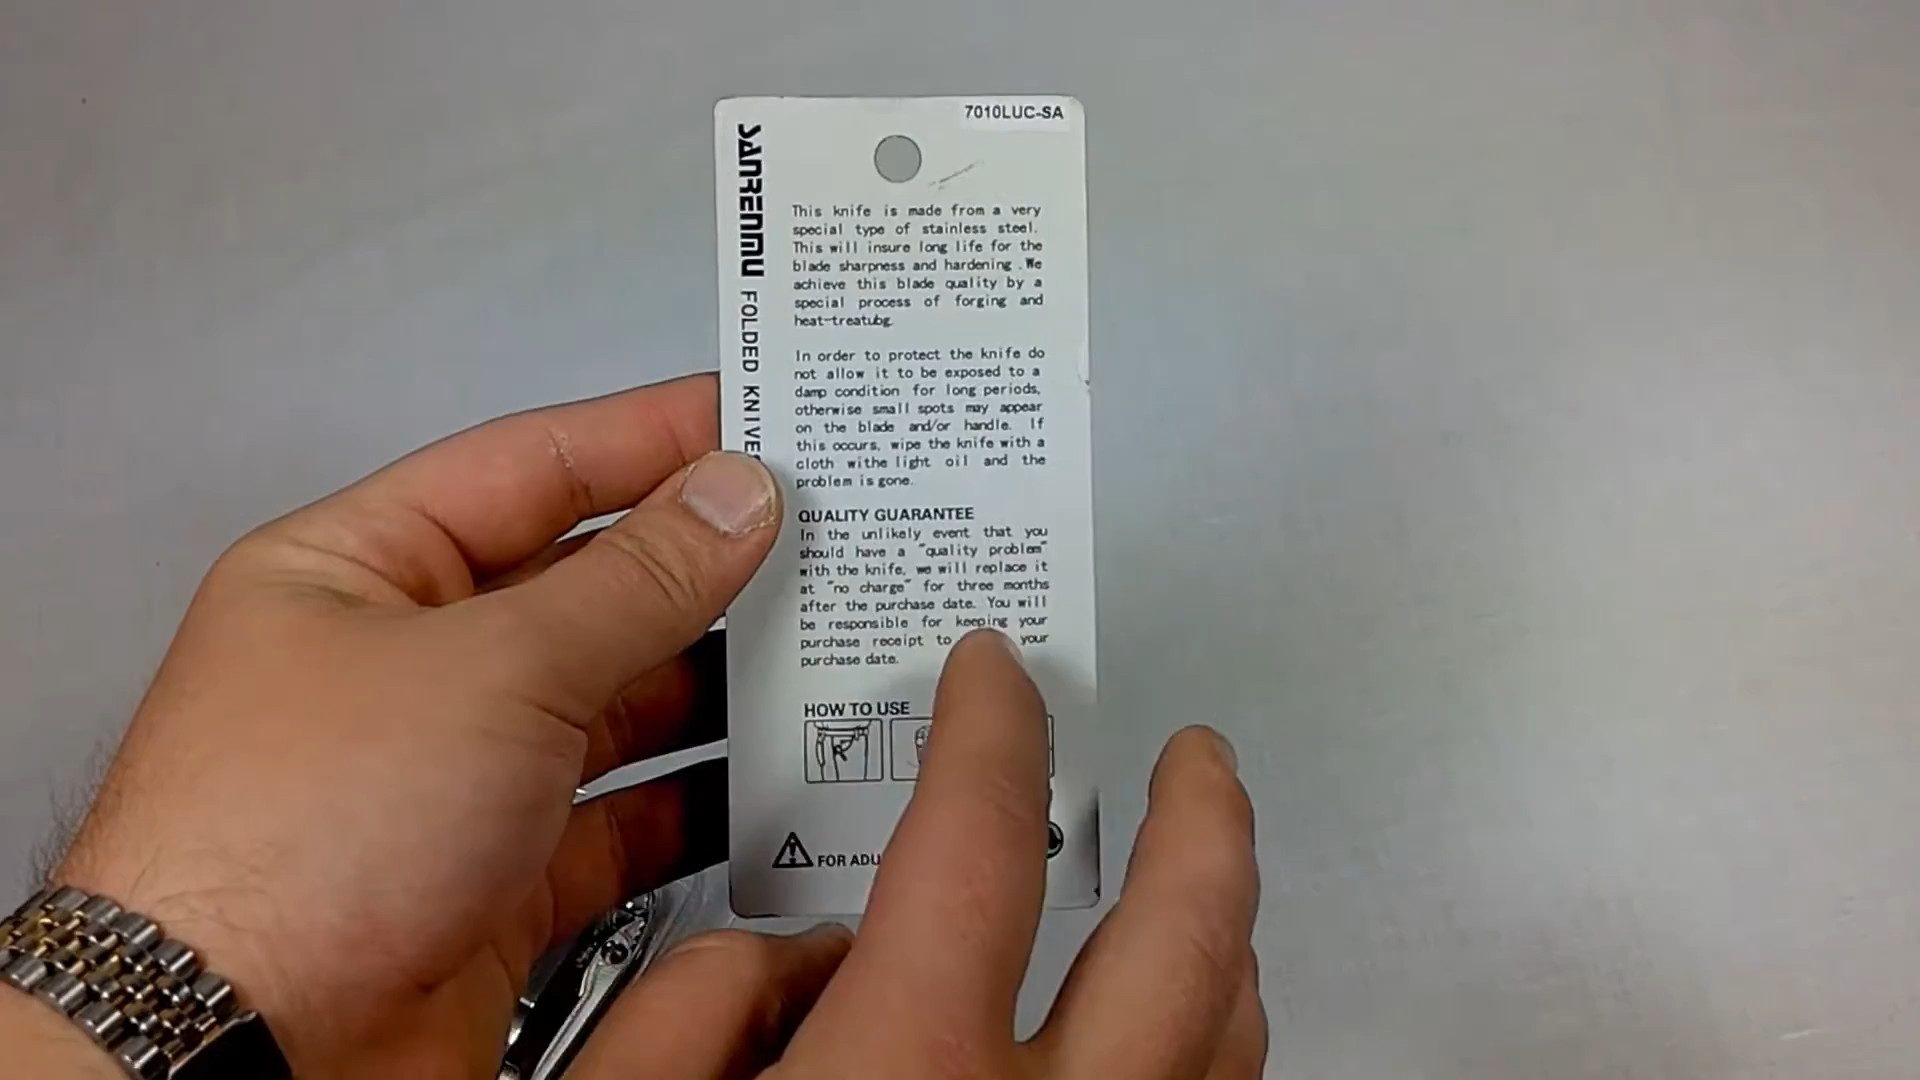 7010LUC-SA
SANRENMU FOLDED KNIVES
This knife is made from a very
special type of stainless steel.
This will insure long life for the
blade sharpness and hardening .We
achieve this blade quality by a
special process of forging and
heat-treatubg.
In order to protect the knife do
not allow it to be exposed to a
damp condition for long periods,
otherwise small spots may appear
on the blade and/or handle. If
this occurs, wipe the knife with a
cloth withe light oil and the
problem is gone.
QUALITY GUARANTEE
In the unlikely event that you
should have a "quality problem"
with the knife, we will replace it
at "no charge" for three months
after the purchase date. You will
be responsible for keeping your
purchase receipt to your
purchase date.
HOW TO USE
FOR ADU